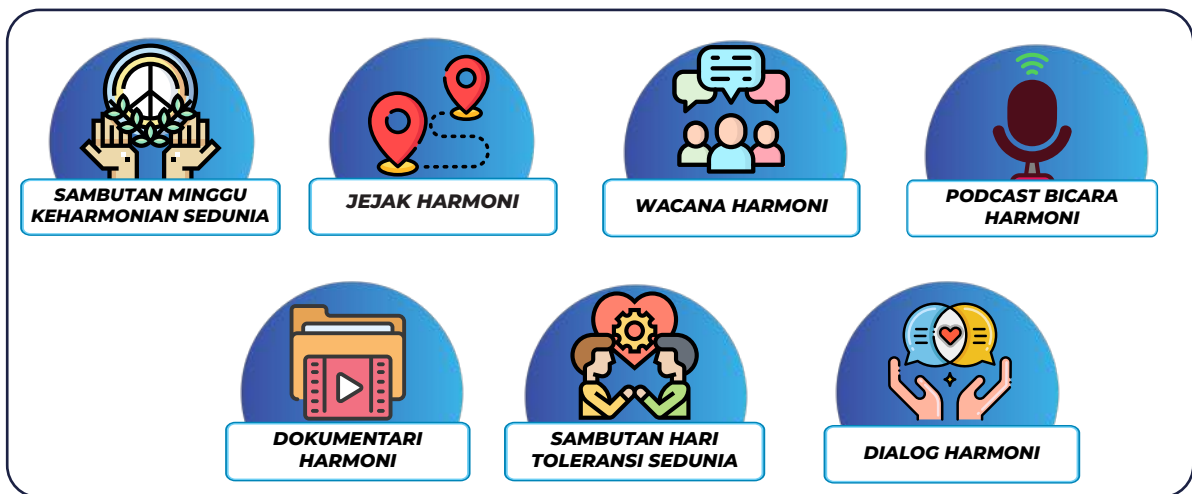 SAMBUTAN MINGGU
KEHARMONIAN SEDUNIA
JEJAK HARMONI
WACANA HARMONI
PODCAST BICARA
HARMONI
DOKUMENTARI
HARMONI
SAMBUTAN HARI
TOLERANSI SEDUNIA
DIALOG HARMONI